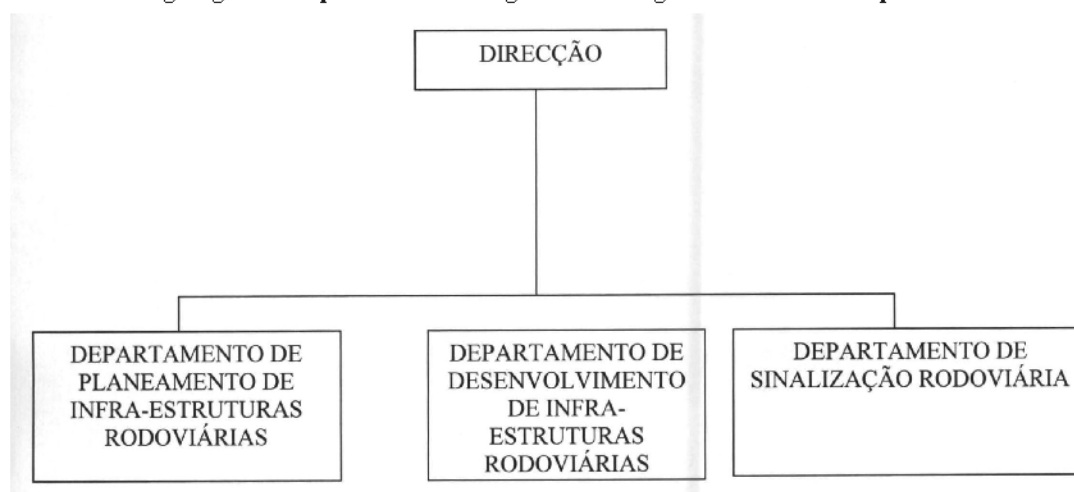 DIRECÇÃO
DEPARTAMENTO DE
PLANEAMENTO DE
INFRA-ESTRUTURAS
RODOVIÁRIAS
DEPARTAMENTO DE
DESENVOLVIMENTO
DE INFRA-
ESTRUTURAS
RODOVIÁRIAS
DEPARTAMENTO DE
SINALIZAÇÃO RODOVIÁRIA